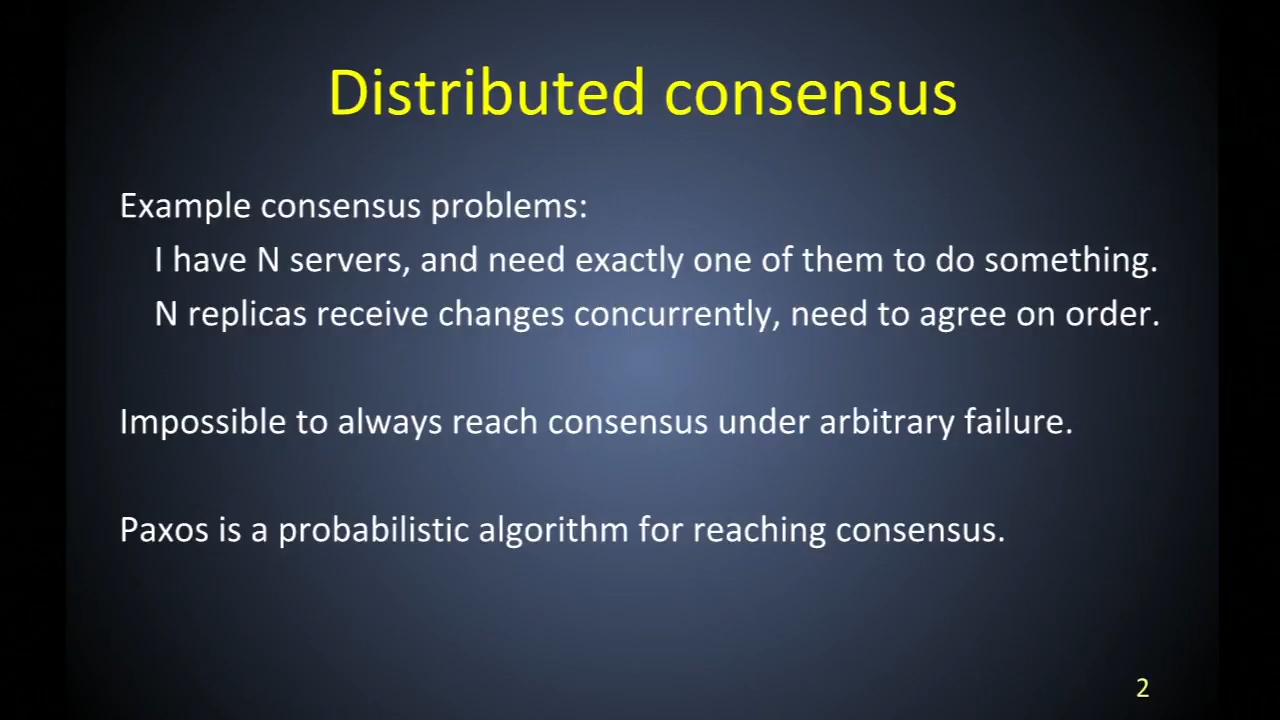 Distributed consensus
Example consensus problems:
I have N servers, and need exactly one of them to do something.
N replicas receive changes concurrently, need to agree on order.
Impossible to always reach consensus under arbitrary failure.
Paxos is a probabilistic algorithm for reaching consensus.
2